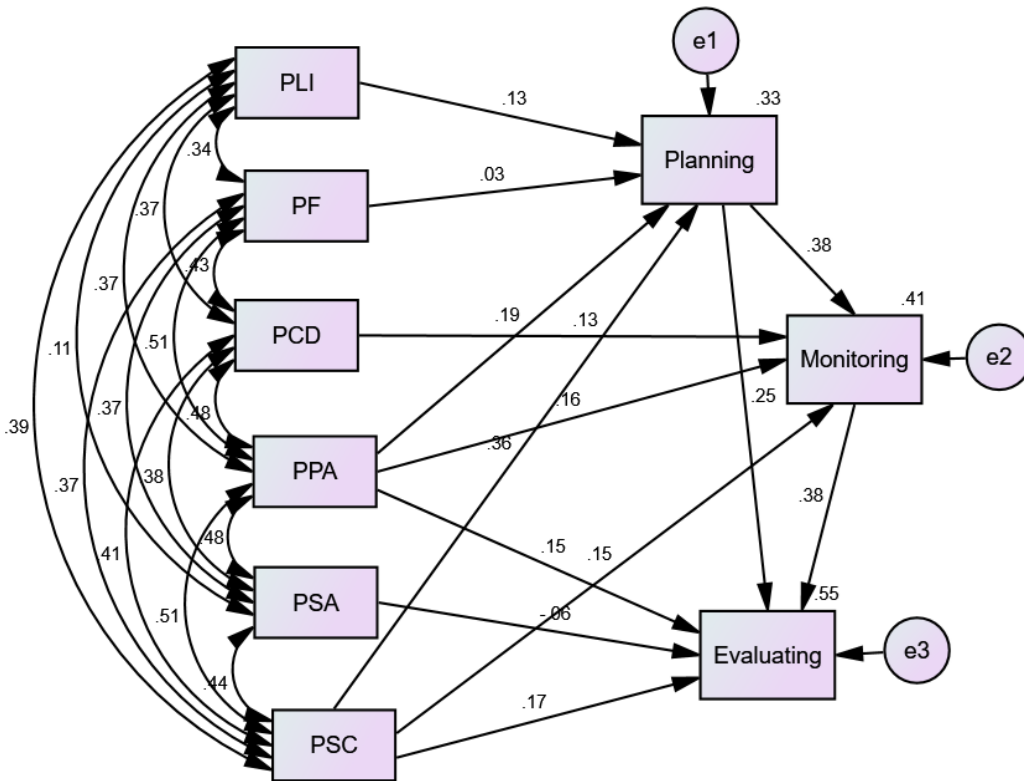 e1
PLI
.13
.33
.34
Planning
PF
.03
.37
.38
.43
PCD
.19
.13
.41
.37
.51
Monitoring
e2
.11
.37
.48
.16
.25
.39
.36
PPA
.37
.38
.48
.38
.41
.15
.15
PSA
-.06
.55
.51
Evaluating
e3
.44
.17
PSC